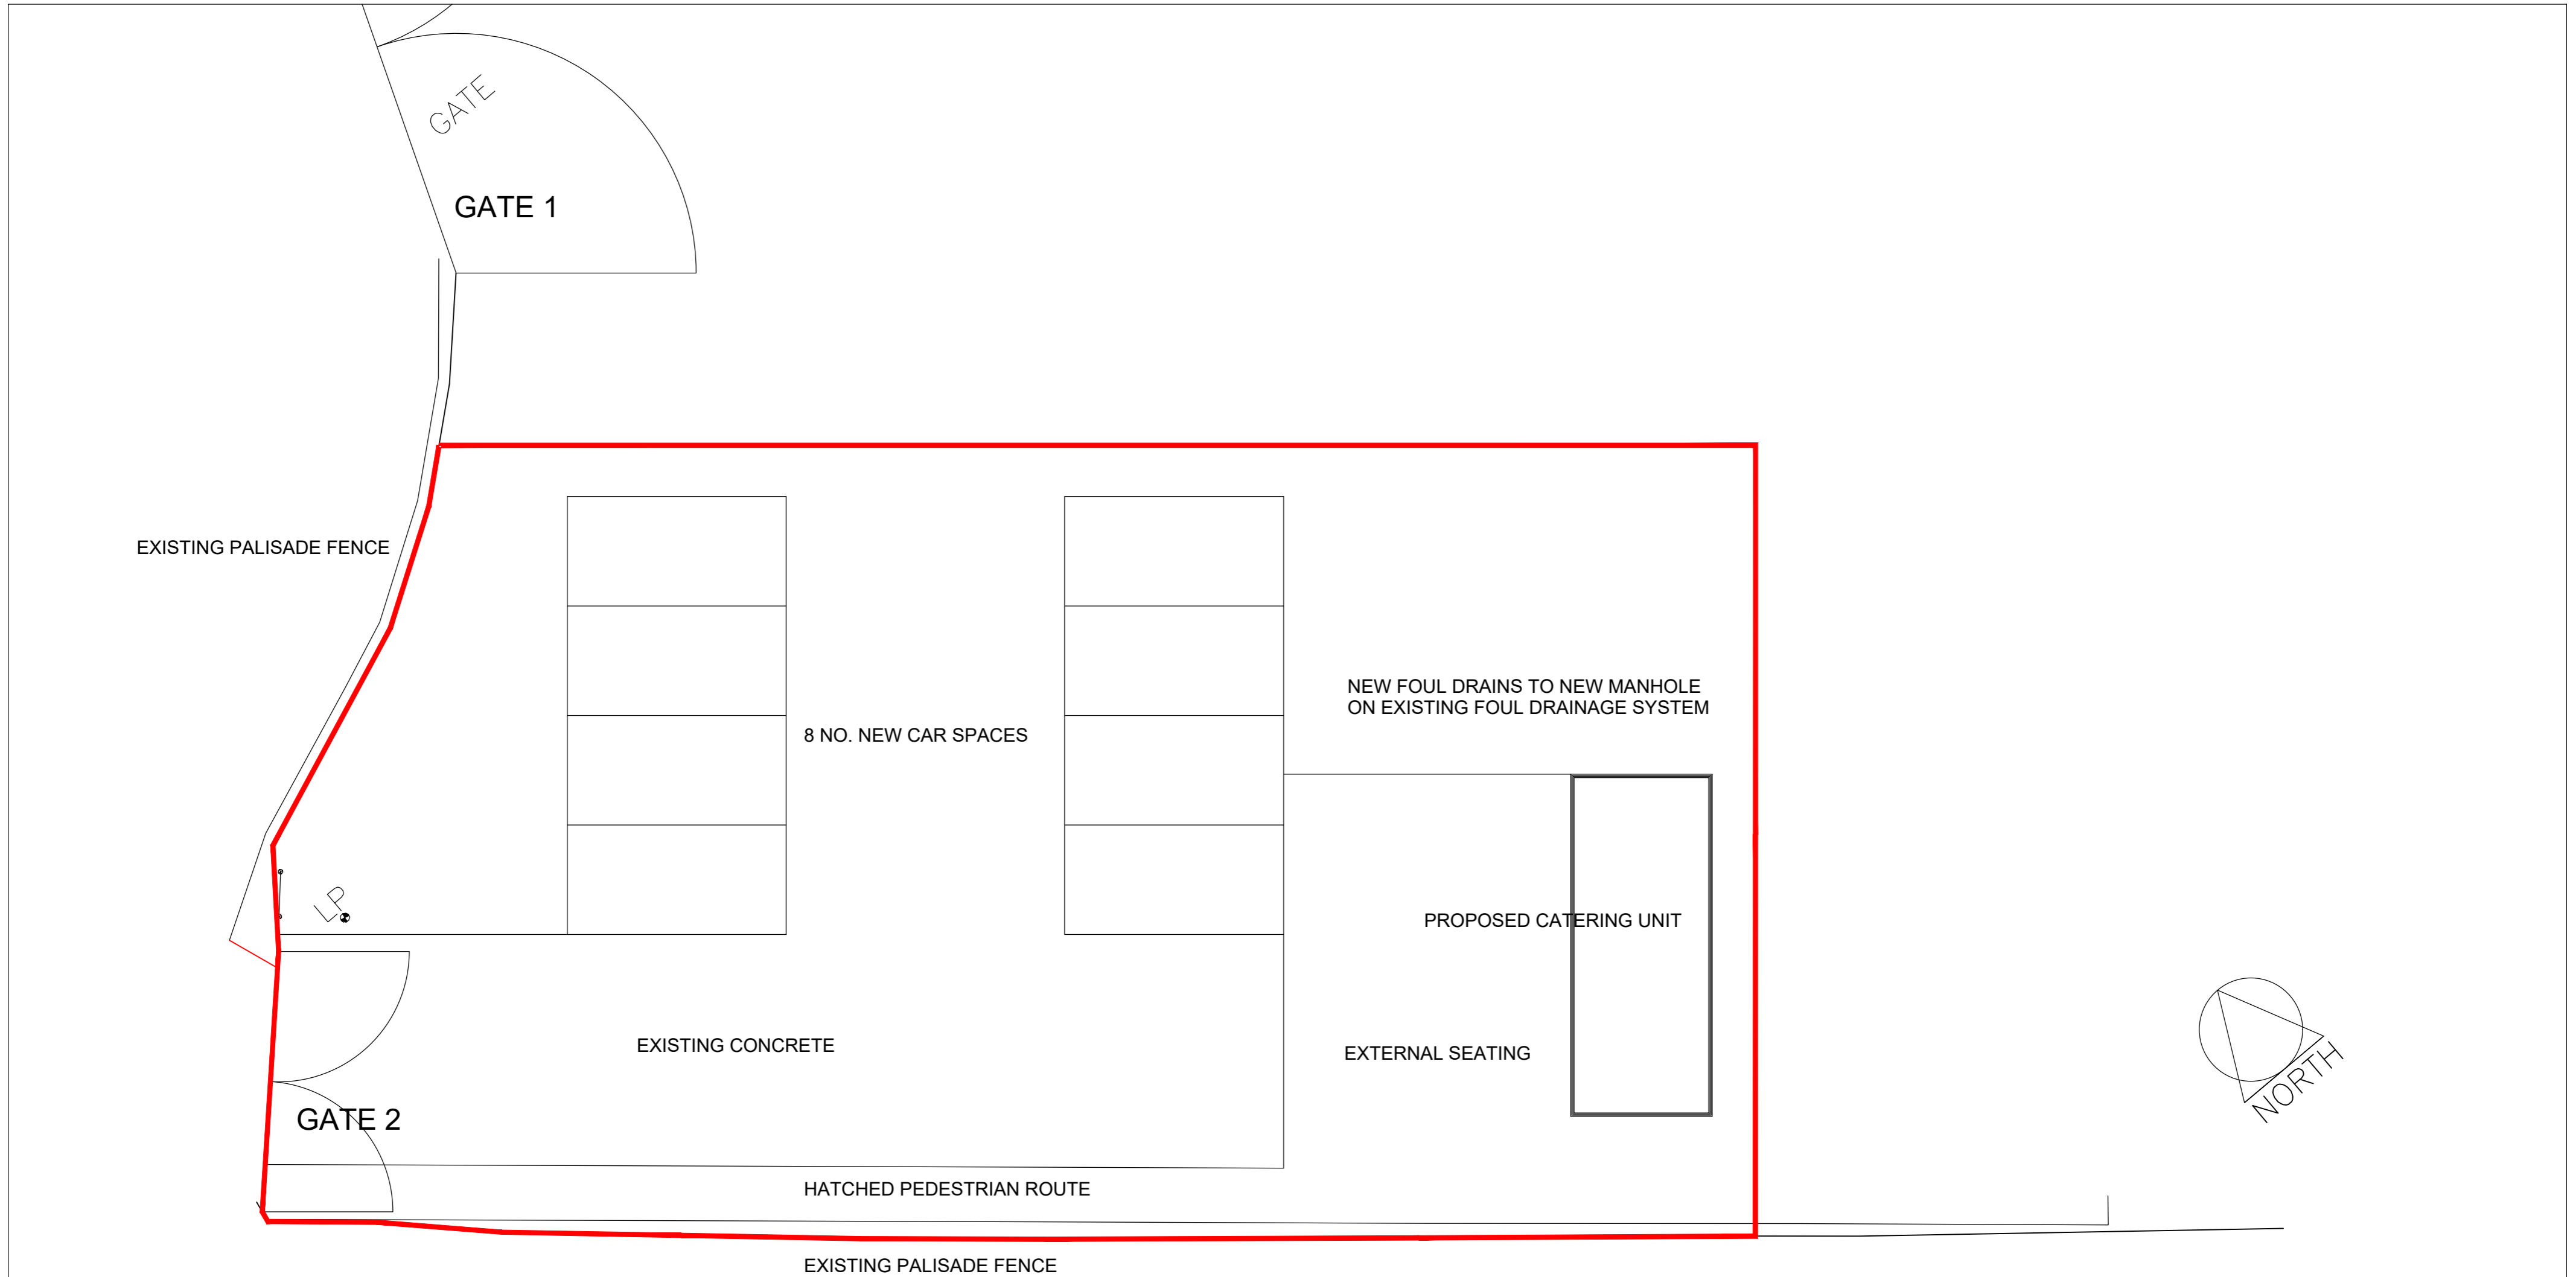 GATE
GATE 1
EXISTING PALISADE FENCE
NEW FOUL DRAINS TO NEW MANHOLE
ON EXISTING FOUL DRAINAGE SYSTEM
8 NO. NEW CAR SPACES
LP
PROPOSED CATERING UNIT
EXISTING CONCRETE
EXTERNAL SEATING
NORTH
GATE 2
HATCHED PEDESTRIAN ROUTE
EXISTING PALISADE FENCE